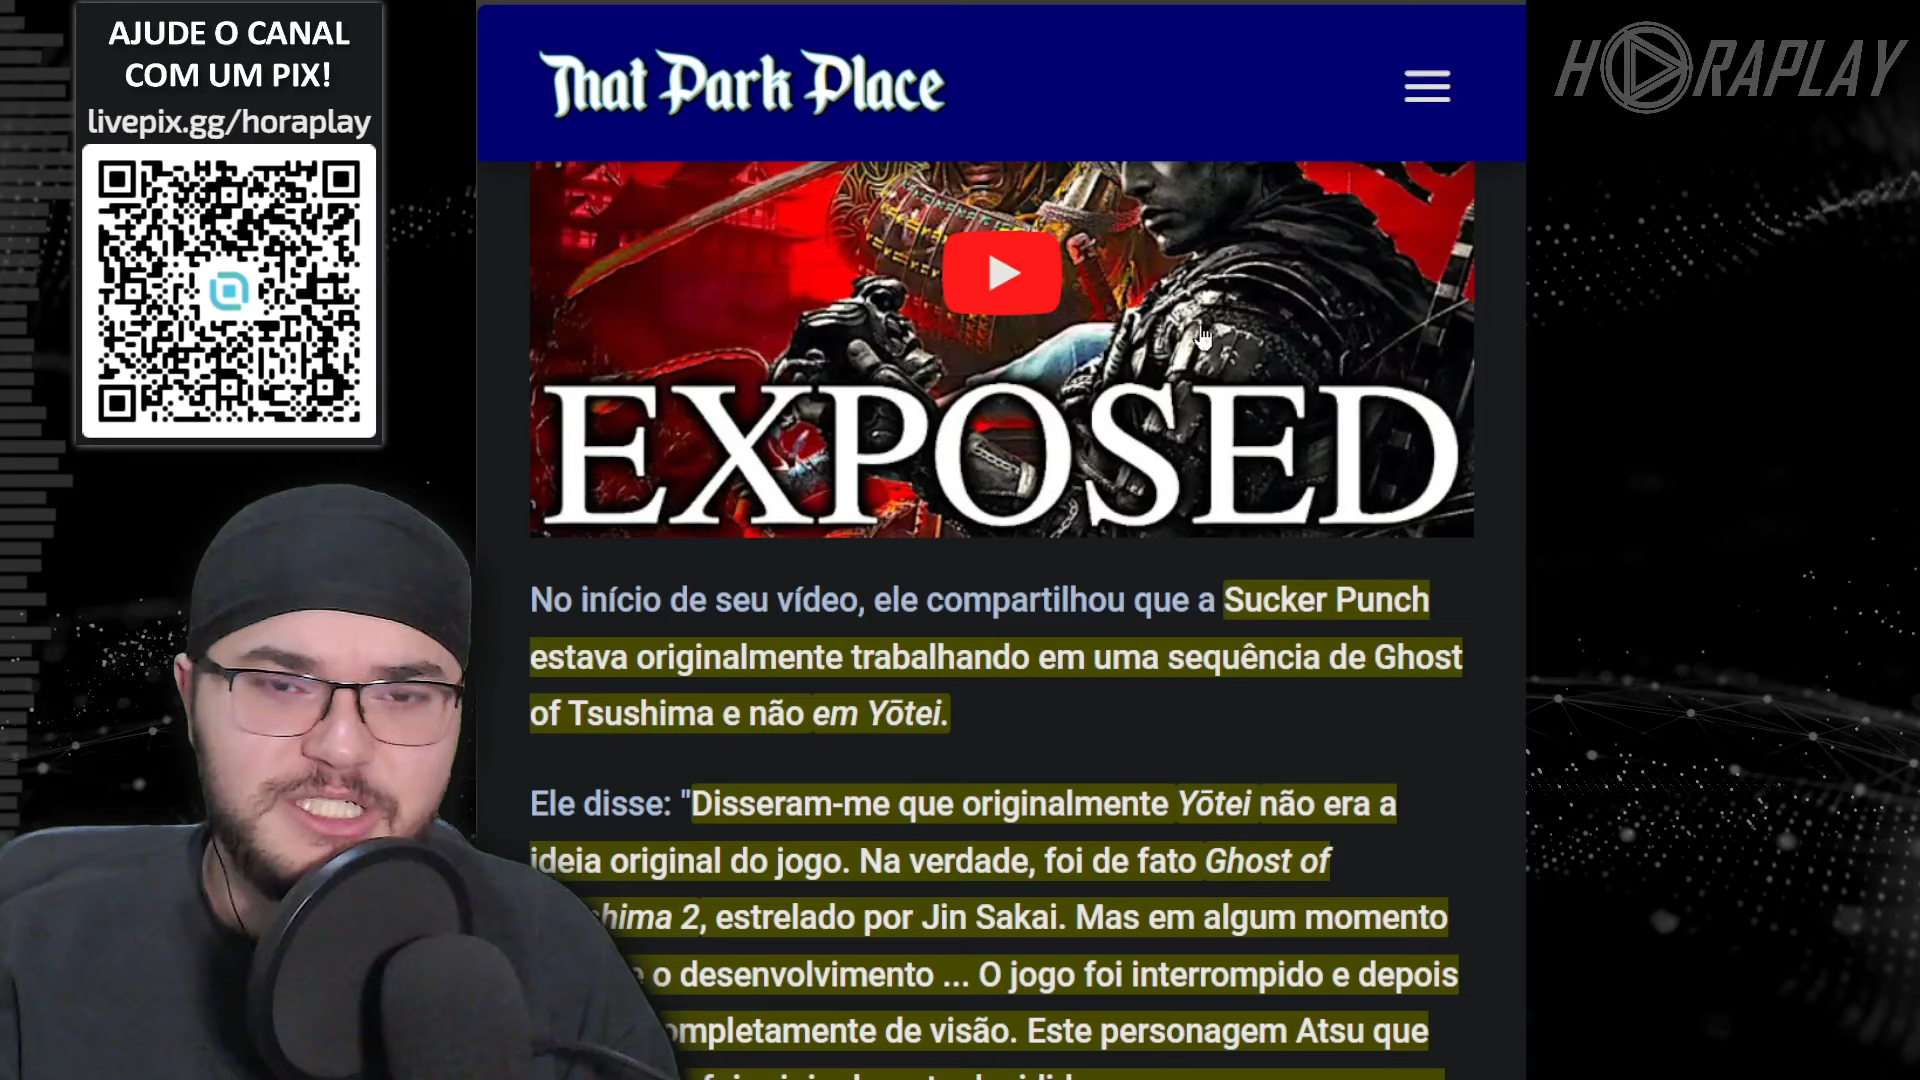 AJUDE O CANAL
COM UM PIX!
livepix.gg/horaplay
That Park Place
HORAPLAY
EXPOSED
No início de seu vídeo, ele compartilhou que a Sucker Punch
estava originalmente trabalhando em uma sequência de Ghost
of Tsushima e não em Yōtei.
Ele disse: "Disseram-me que originalmente Yōtei não era a
ideia original do jogo. Na verdade, foi de fato Ghost of
2, estrelado por Jin Sakai. Mas em algum momento
o desenvolvimento ... O jogo foi interrompido e depois
de visão. Este personagem Atsu que